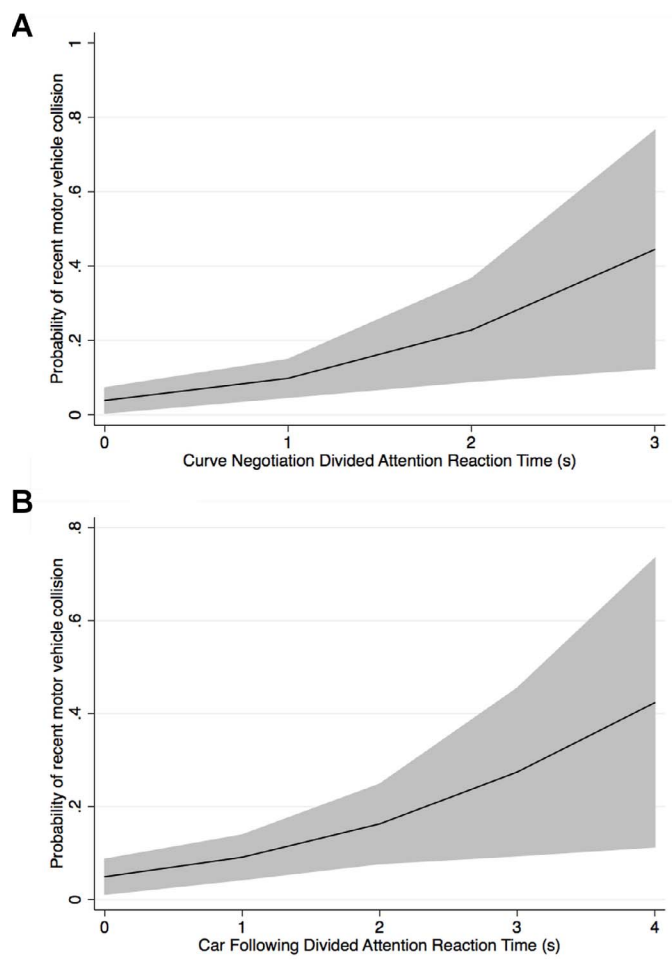 A
Probability of recent motor vehicle collision
1
.8
.6
.4
.2
0
0 1 2 3
Curve Negotiation Divided Attention Reaction Time (s)
B
Probability of recent motor vehicle collision
.8
.6
.4
.2
0
0 1 2 3 4
Car Following Divided Attention Reaction Time (s)